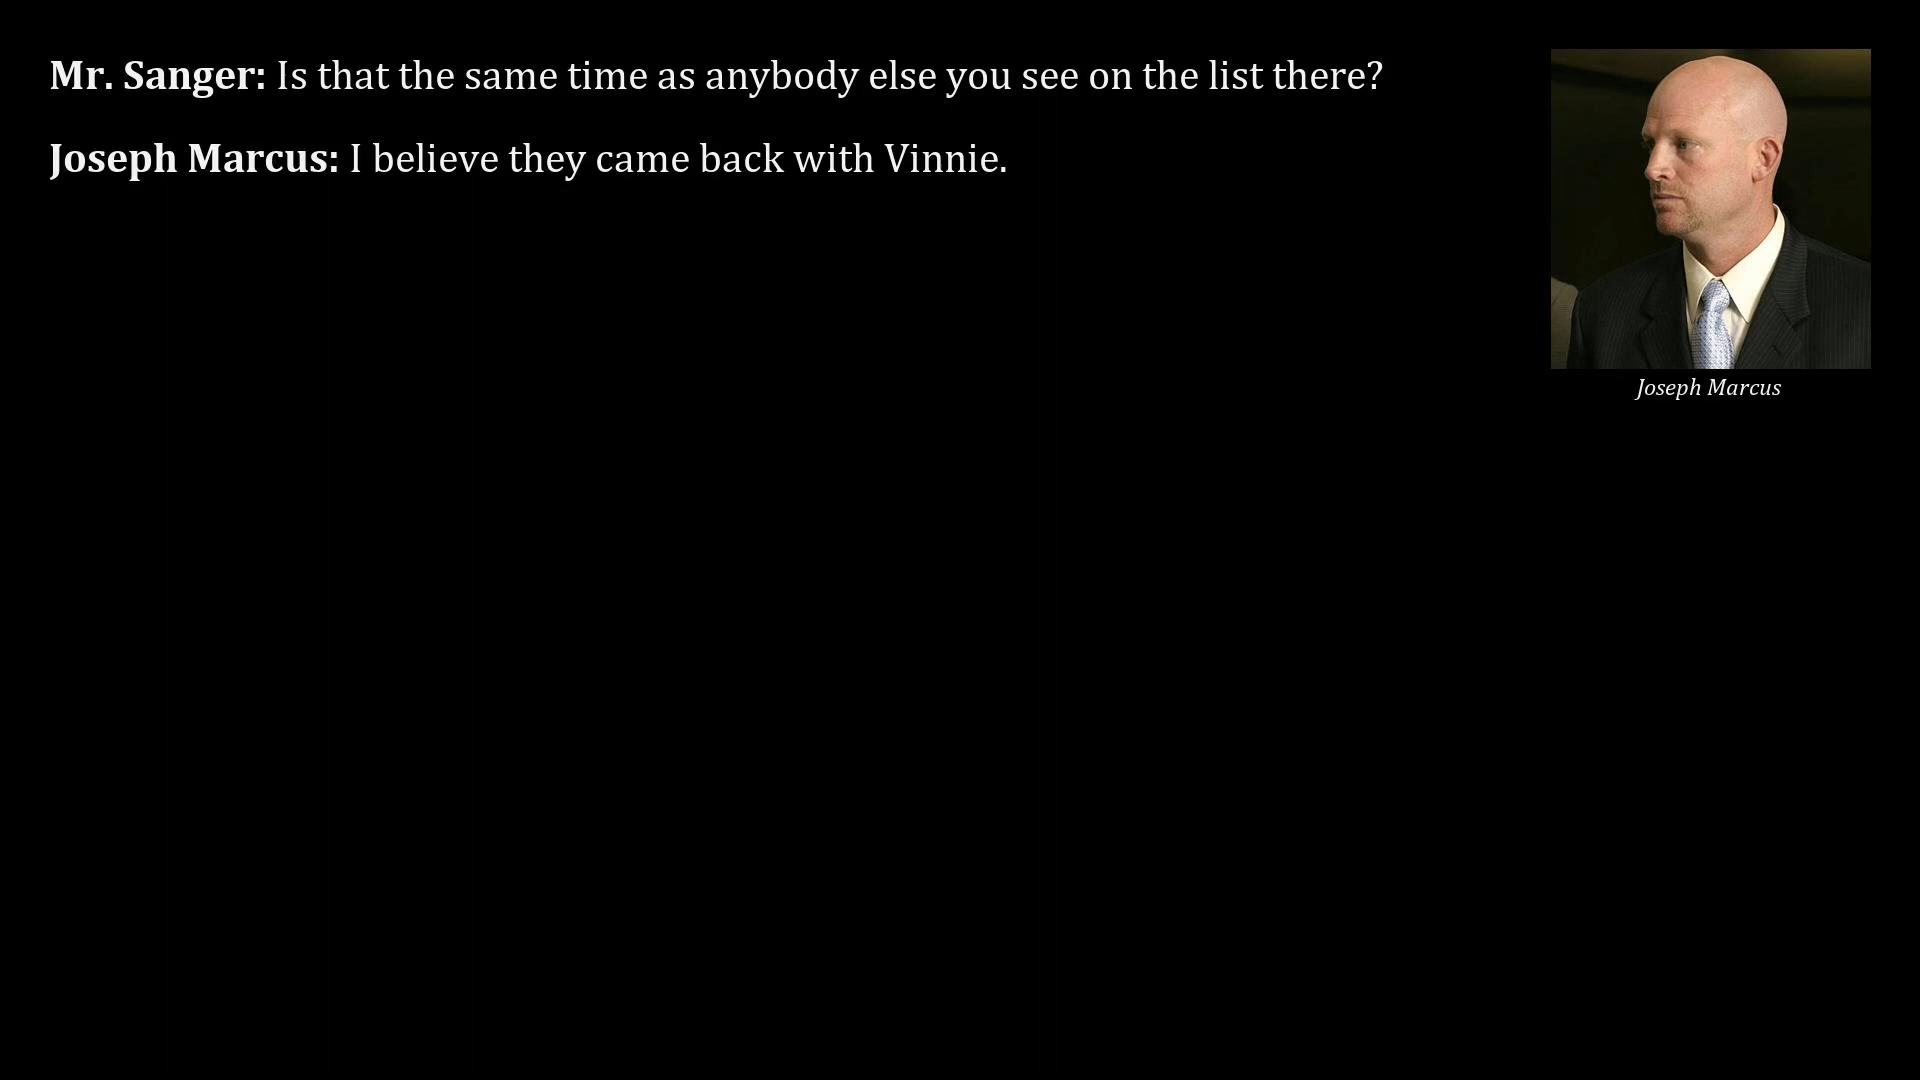 Mr. Sanger: Is that the same time as anybody else you see on the list there?
Joseph Marcus: I believe they came back with Vinnie.
Joseph Marcus